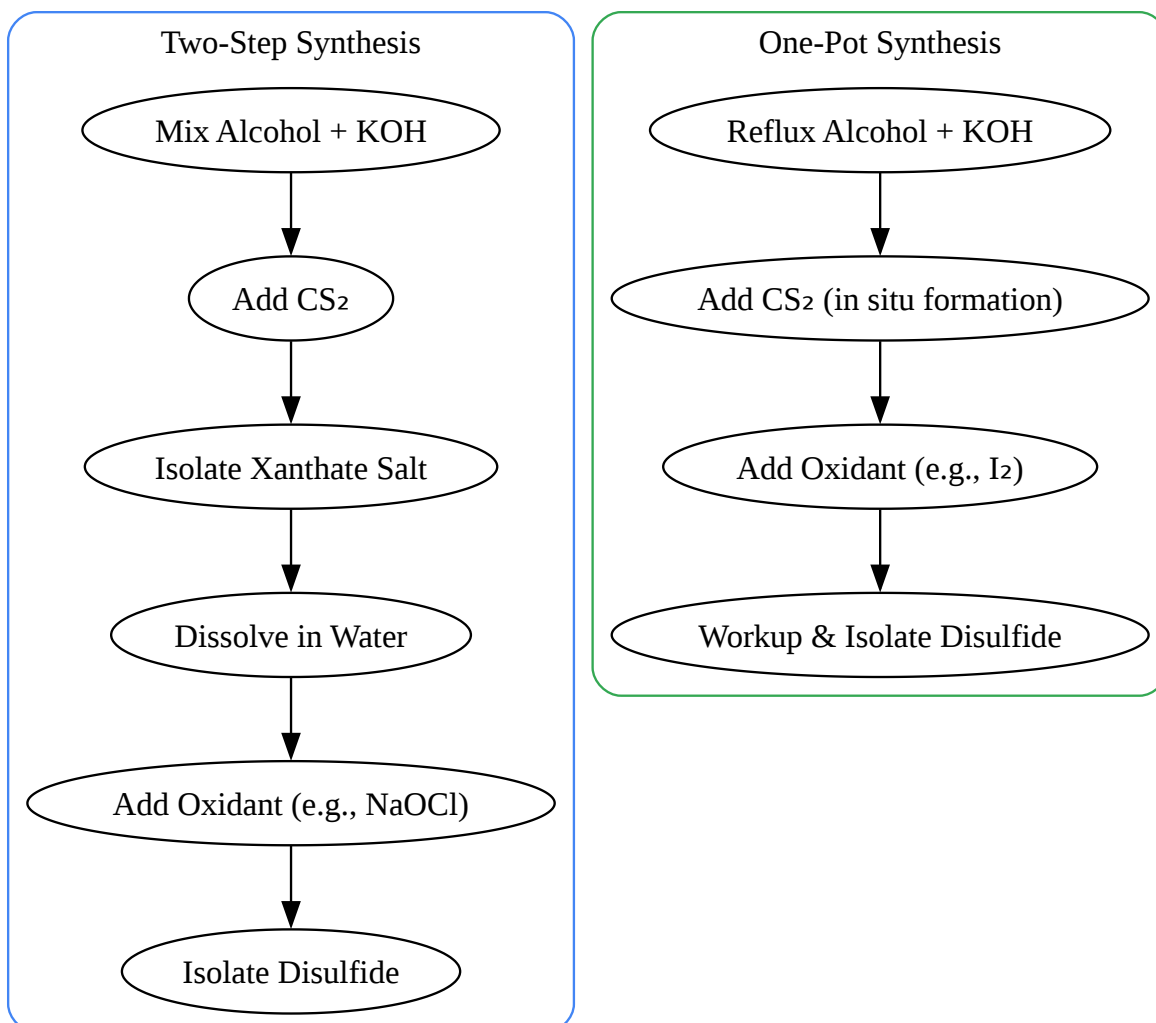 Two-Step Synthesis
Mix Alcohol + KOH
Add CS₂
Isolate Xanthate Salt
Dissolve in Water
Add Oxidant (e.g., NaOCl)
Isolate Disulfide
One-Pot Synthesis
Reflux Alcohol + KOH
Add CS₂ (in situ formation)
Add Oxidant (e.g., I₂)
Workup & Isolate Disulfide